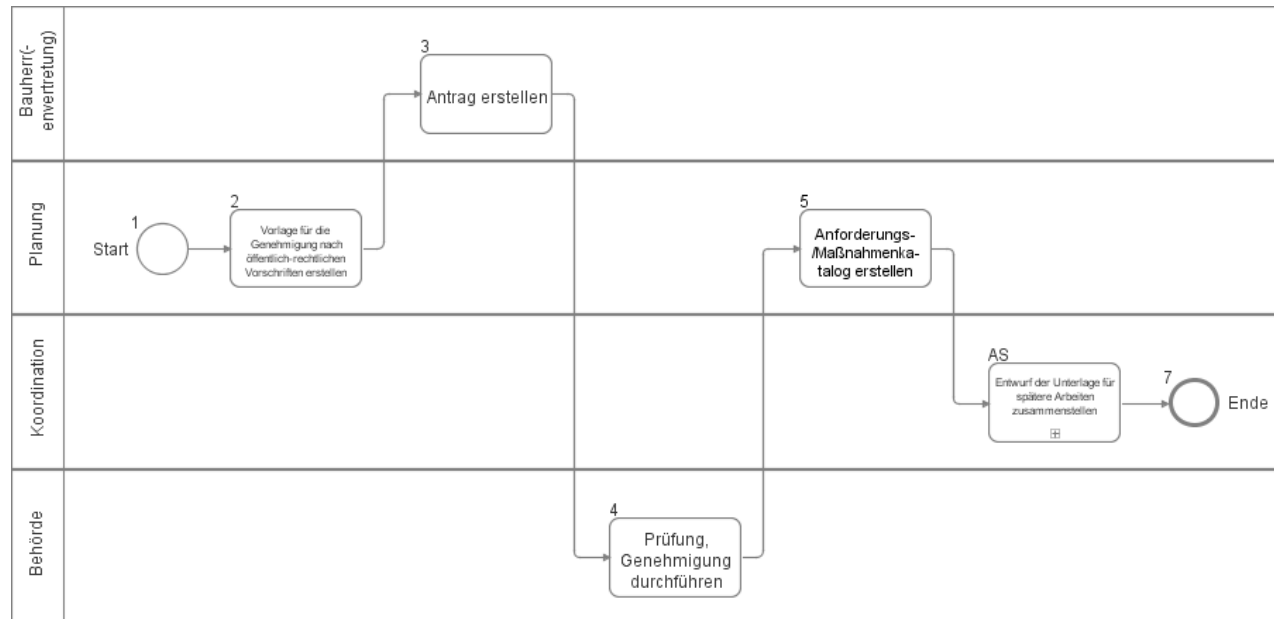 Bauherr(-
envertretung)
3
Antrag erstellen
Planung
1
Start
2
Vorlage für die
Genehmigung nach
öffentlich-rechtlichen
Vorschriften erstellen
5
Anforderungs-
/Maßnahmenka-
talog erstellen
Koordination
AS
Entwurf der Unterlage für
spätere Arbeiten
zusammenstellen
7
Ende
Behörde
4
Prüfung,
Genehmigung
durchführen